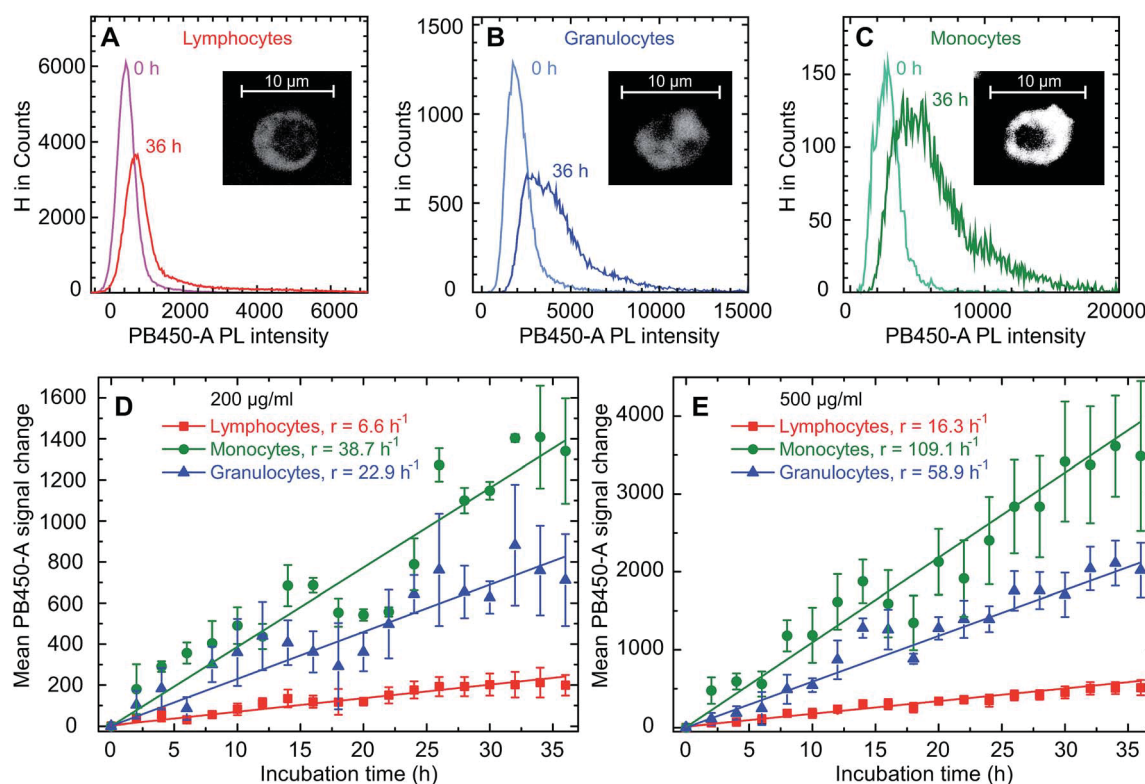 A Lymphocytes
0 h
36 h
10 µm
H in Counts
6000
4000
2000
0
0 2000 4000 6000
PB450-A PL intensity
B Granulocytes
0 h
36 h
10 µm
H in Counts
1500
1000
500
0
0 5000 10000 15000
PB450-A PL intensity
C Monocytes
0 h
36 h
10 µm
H in Counts
150
100
50
0
0 10000 20000
PB450-A PL intensity
D 200 µg/ml
Lymphocytes, r = 6.6 h⁻¹
Monocytes, r = 38.7 h⁻¹
Granulocytes, r = 22.9 h⁻¹
Mean PB450-A signal change
1600
1400
1200
1000
800
600
400
200
0
0 5 10 15 20 25 30 35
Incubation time (h)
E 500 µg/ml
Lymphocytes, r = 16.3 h⁻¹
Monocytes, r = 109.1 h⁻¹
Granulocytes, r = 58.9 h⁻¹
Mean PB450-A signal change
4000
3000
2000
1000
0
0 5 10 15 20 25 30 35
Incubation time (h)